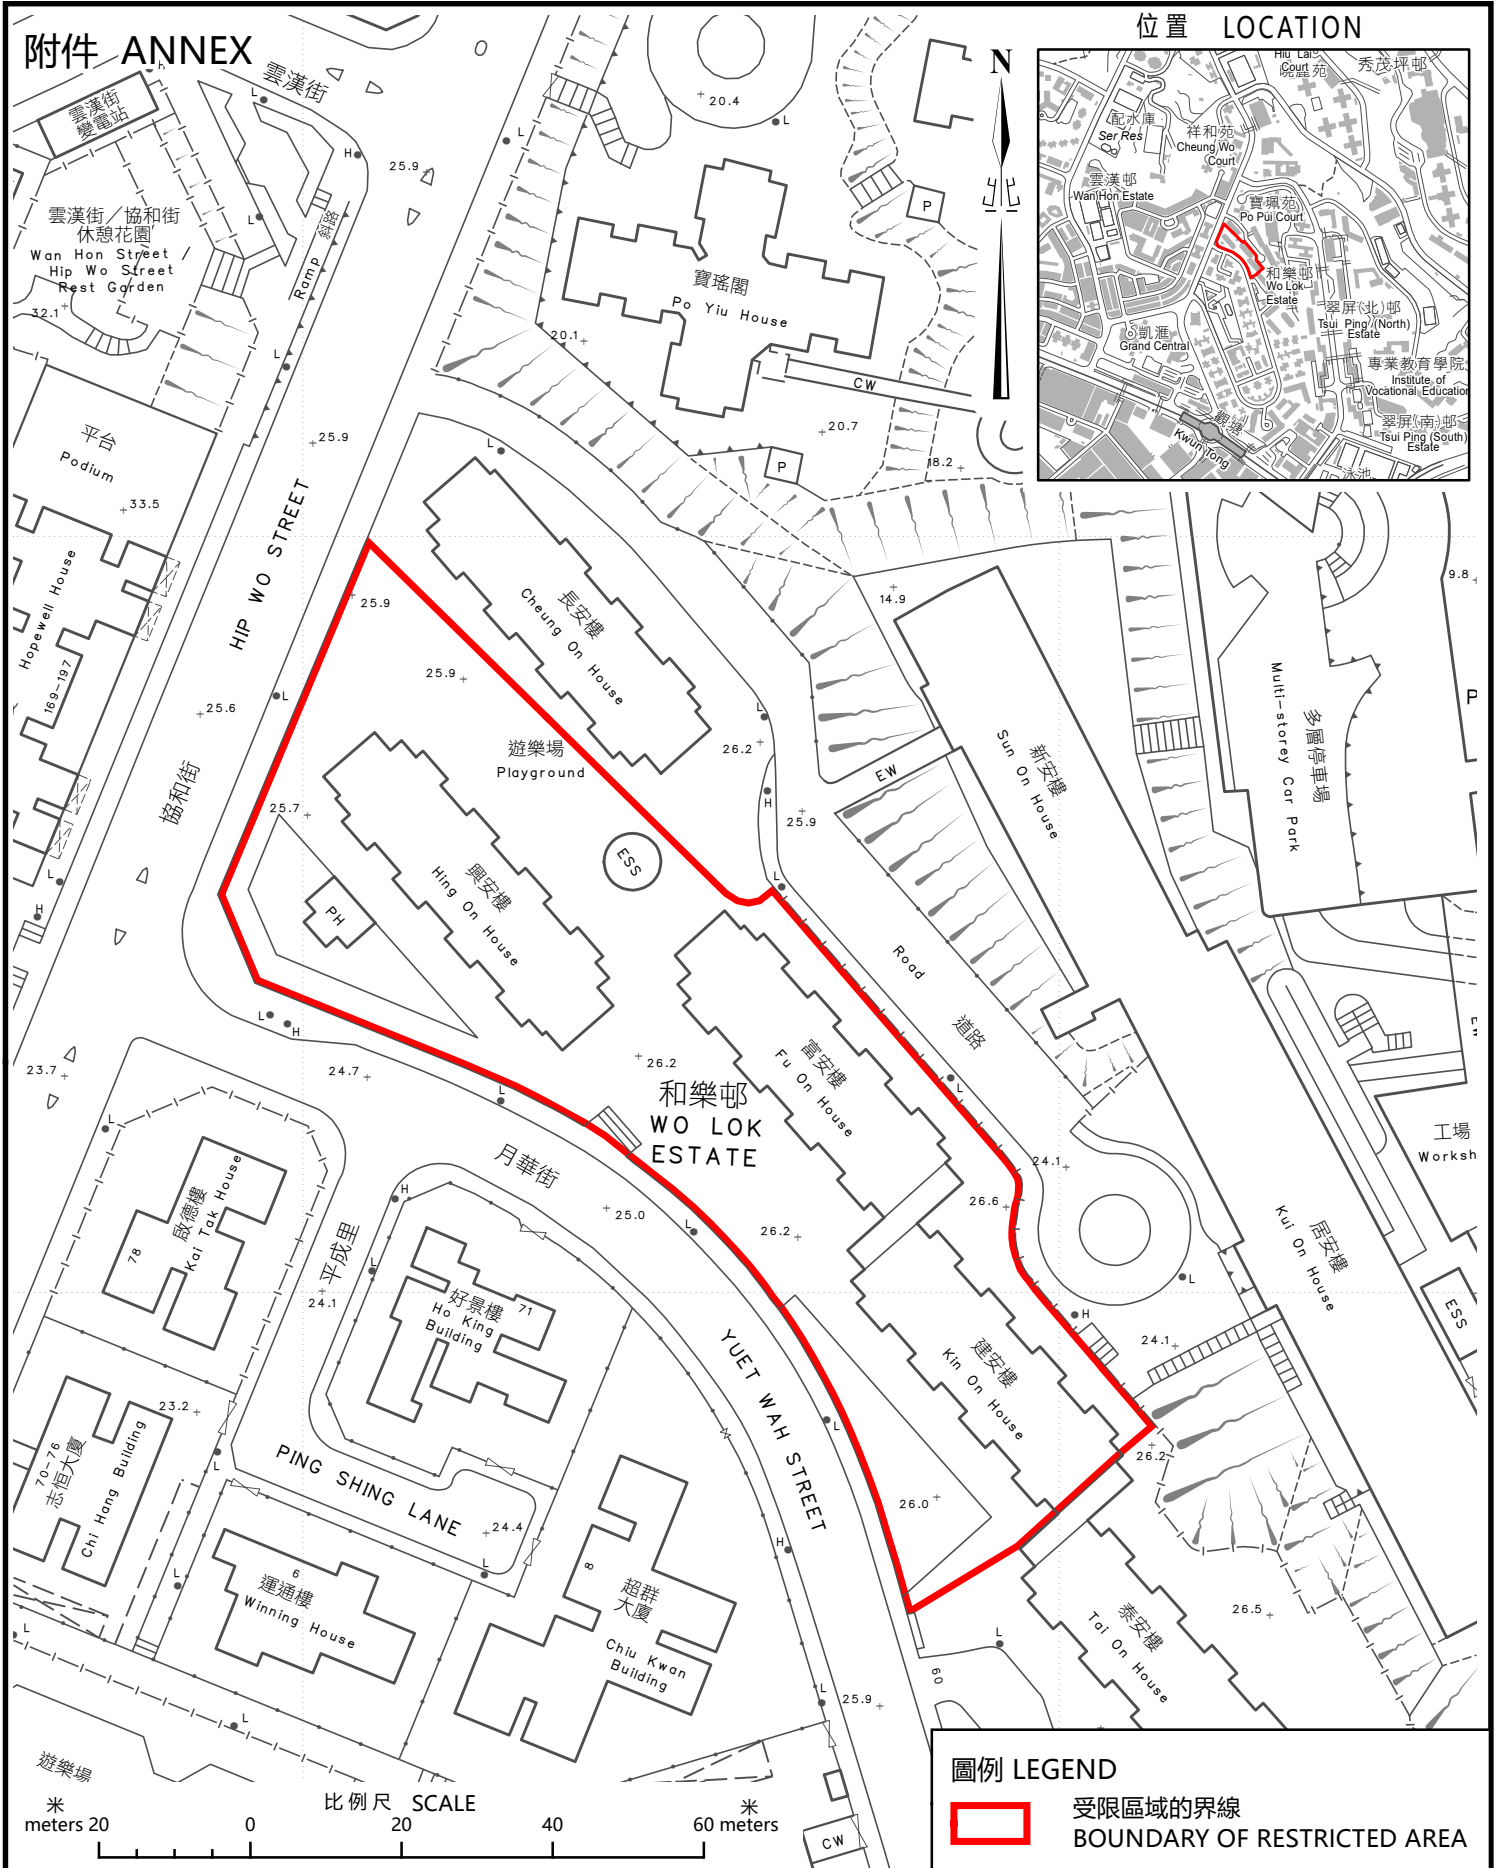 附件 ANNEX
位置 LOCATION
雲漢街
雲漢街
變電站
雲漢街／協和街
休憩花園
Wan Hon Street /
Hip Wo Street
Rest Garden
32.1
斜路
Ramp
25.9
20.4
20.1
寶瑤閣
Po Yiu House
CW
P
P
20.7
18.2
N
Hiu Lai
Court
曉麗苑
秀茂坪邨
配水庫
Ser Res
祥和苑
Cheung Wo
Court
雲漢邨
Wan Hon Estate
寶珮苑
Po Pui Court
和樂邨
Wo Lok
Estate
翠屏(北)邨
Tsui Ping (North)
Estate
凱滙
Grand Central
專業教育學院
Institute of
Vocational Education
觀塘
Kwun Tong
翠屏(南)邨
Tsui Ping (South)
Estate
泳池
平台
Podium
33.5
25.9
HIP WO STREET
協和街
Hopewell House
169-197
25.6
25.9
25.9
25.7
長安樓
Cheung On House
遊樂場
Playground
26.2
25.9
14.9
9.8
EW
新安樓
Sun On House
多層停車場
Multi-storey Car Park
P
ESS
興安樓
Hing On House
PH
Road
道路
富安樓
Fu On House
26.2
和樂邨
WO LOK
ESTATE
23.7
24.7
月華街
25.0
26.2
26.6
24.1
工場
Worksh
居安樓
Kui On House
ESS
啟德樓
Kai Tak House
78
平成里
24.1
好景樓
Ho King
Building
71
建安樓
Kin On House
24.1
YUET WAH STREET
23.2
70-76
志恒大廈
Chi Hang Building
PING SHING LANE
24.4
26.0
26.2
6
運通樓
Winning House
8
超群
大廈
Chiu Kwan
Building
泰安樓
Tai On House
26.5
60
25.9
遊樂場
CW
米
meters 20 0 20 40 60 meters
比例尺 SCALE
米
圖例 LEGEND
受限區域的界線
BOUNDARY OF RESTRICTED AREA